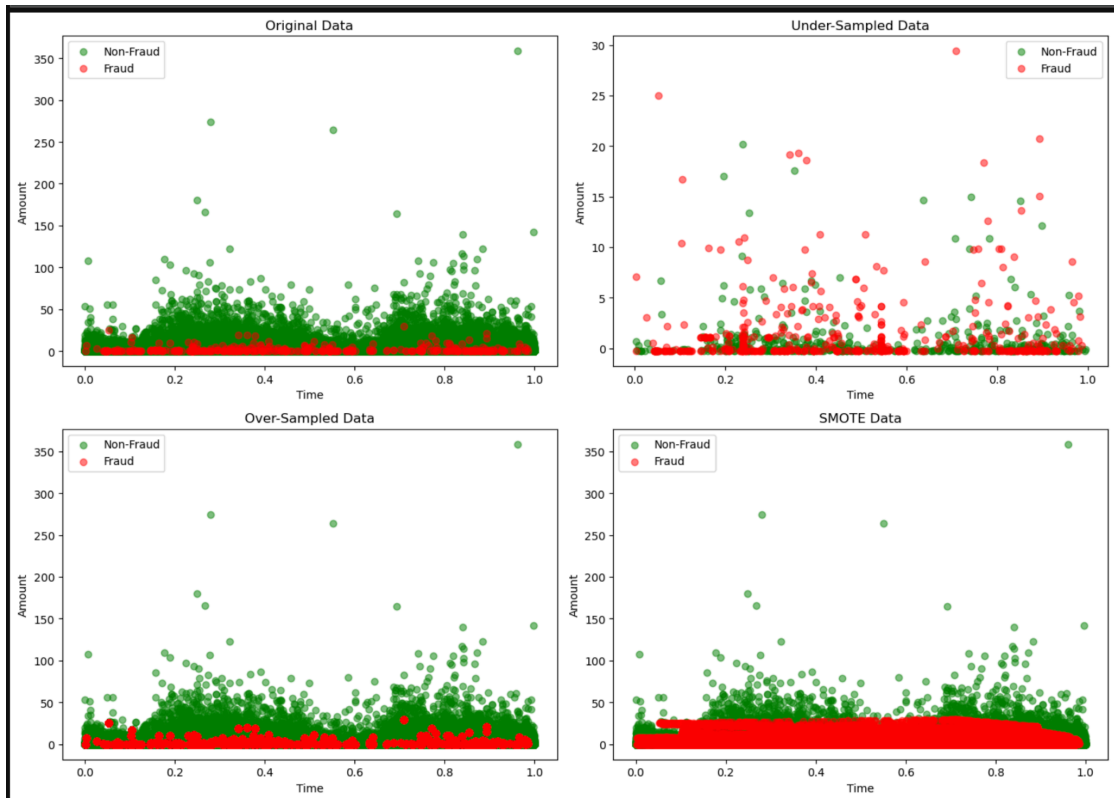 Original Data
Non-Fraud
Fraud
350
300
250
200
150
100
50
0
Amount
0.0 0.2 0.4 0.6 0.8 1.0
Time
Under-Sampled Data
Non-Fraud
Fraud
30
25
20
15
10
5
0
Amount
0.0 0.2 0.4 0.6 0.8 1.0
Time
Over-Sampled Data
Non-Fraud
Fraud
350
300
250
200
150
100
50
0
Amount
0.0 0.2 0.4 0.6 0.8 1.0
Time
SMOTE Data
Non-Fraud
Fraud
350
300
250
200
150
100
50
0
Amount
0.0 0.2 0.4 0.6 0.8 1.0
Time